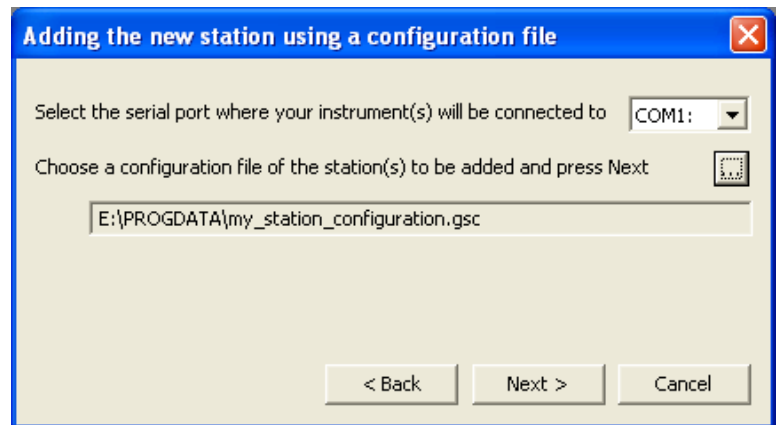 Adding the new station using a configuration file
Select the serial port where your instrument(s) will be connected to COM1:
Choose a configuration file of the station(s) to be added and press Next ...
E:\PROGDATA\my_station_configuration.gsc
< Back Next > Cancel